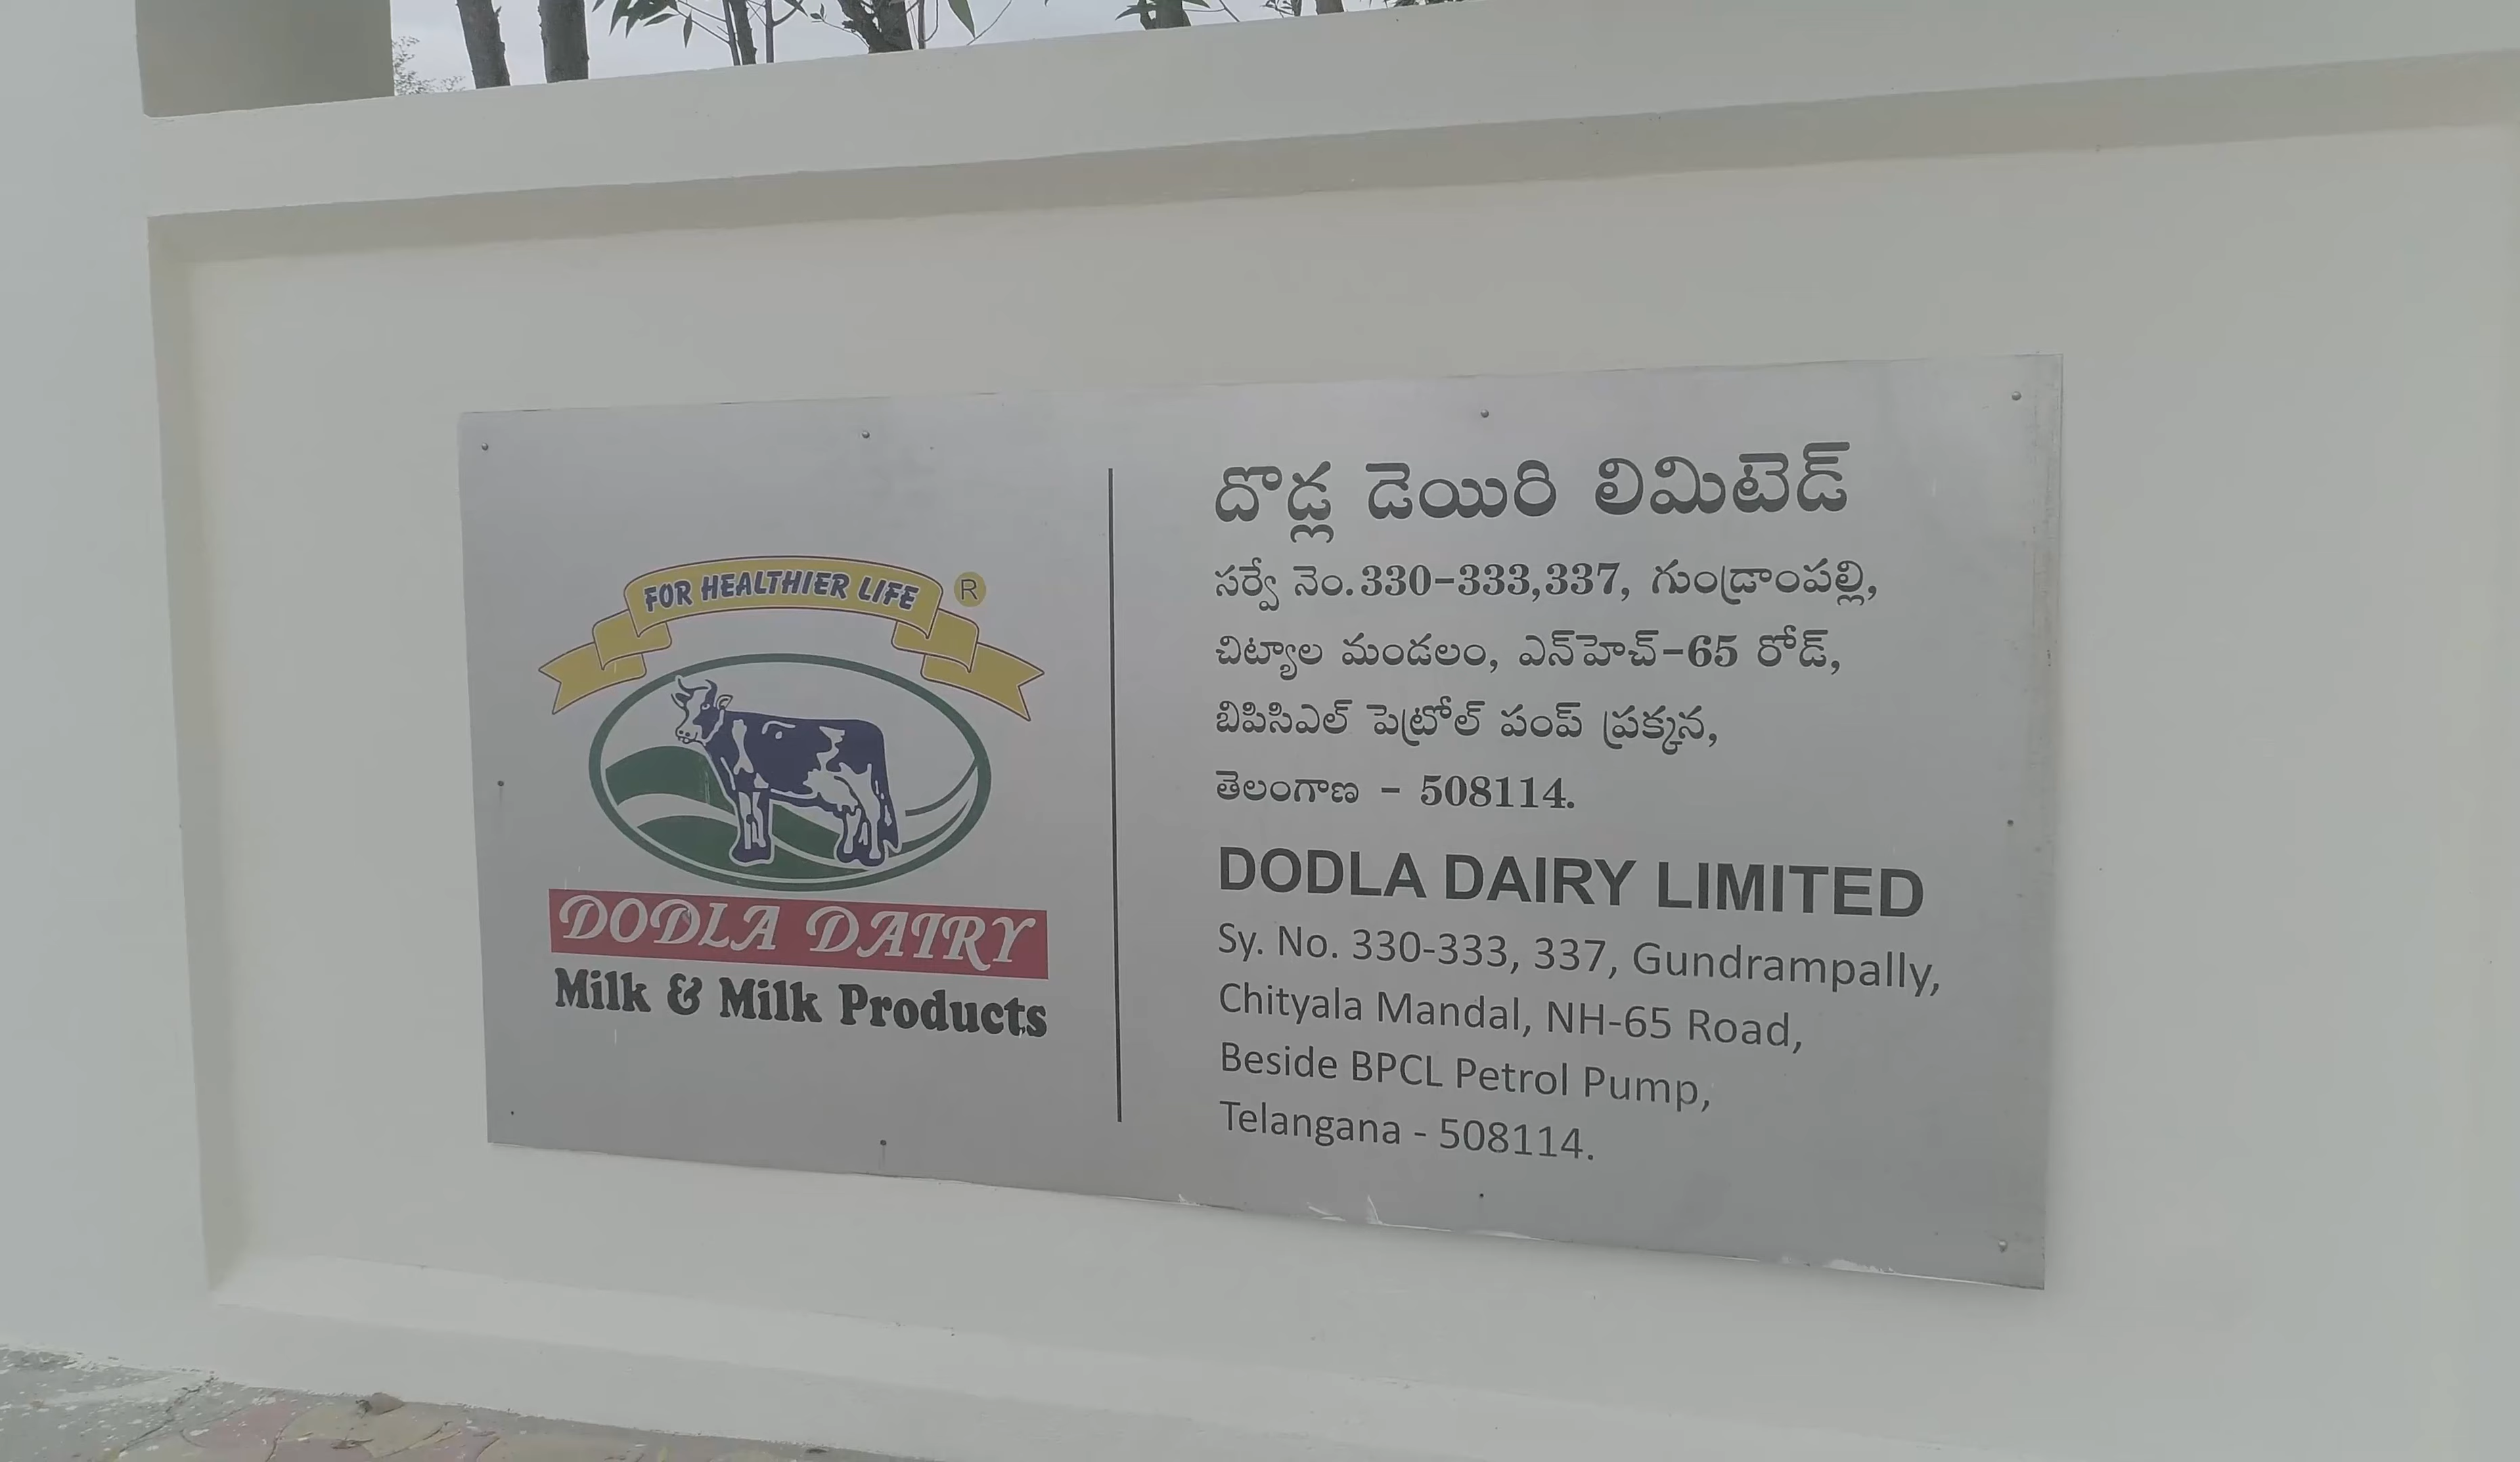 FOR HEALTHIER LIFE ®
DODLA DAIRY
Milk & Milk Products
దొడ్ల డెయిరి లిమిటెడ్
సర్వే నెం.330-333,337, గుండ్రాంపల్లి,
చిట్యాల మండలం, ఎన్‌హెచ్-65 రోడ్,
బిపిసిఎల్ పెట్రోల్ పంప్ ప్రక్కన,
తెలంగాణ - 508114.
DODLA DAIRY LIMITED
Sy. No. 330-333, 337, Gundrampally,
Chityala Mandal, NH-65 Road,
Beside BPCL Petrol Pump,
Telangana - 508114.